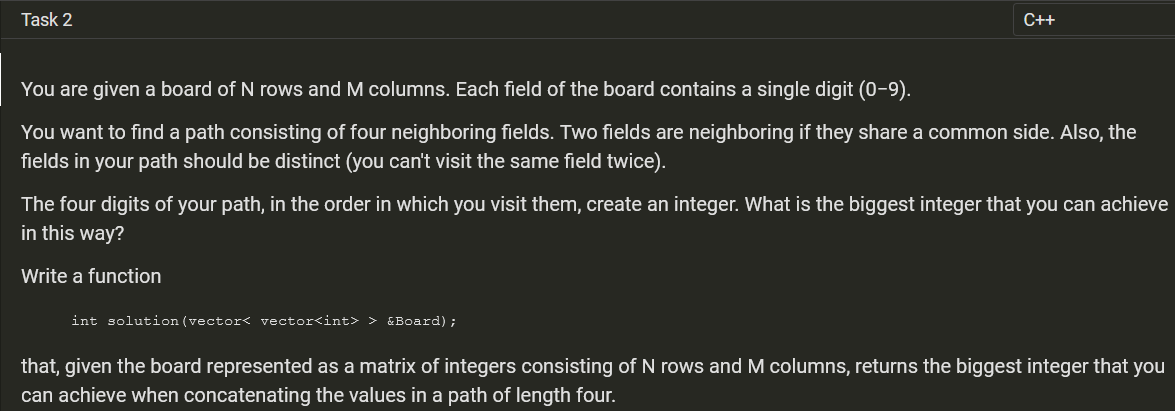 Task 2
C++
You are given a board of N rows and M columns. Each field of the board contains a single digit (0−9).
You want to find a path consisting of four neighboring fields. Two fields are neighboring if they share a common side. Also, the
fields in your path should be distinct (you can't visit the same field twice).
The four digits of your path, in the order in which you visit them, create an integer. What is the biggest integer that you can achieve
in this way?
Write a function
int solution(vector< vector<int> > &Board);
that, given the board represented as a matrix of integers consisting of N rows and M columns, returns the biggest integer that you
can achieve when concatenating the values in a path of length four.